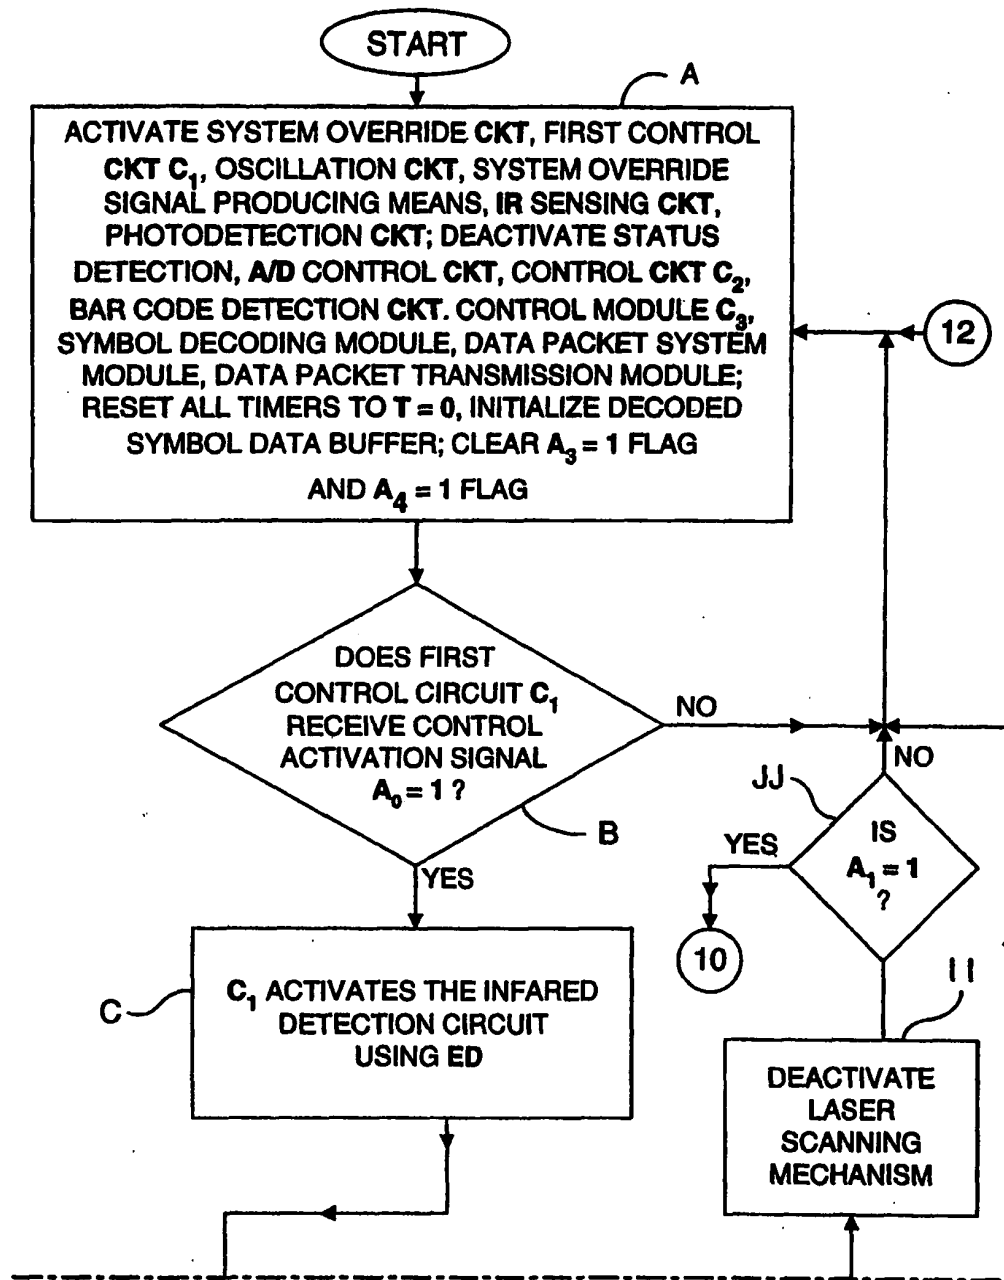 START
A
ACTIVATE SYSTEM OVERRIDE CKT, FIRST CONTROL
CKT C₁, OSCILLATION CKT, SYSTEM OVERRIDE
SIGNAL PRODUCING MEANS, IR SENSING CKT,
PHOTODETECTION CKT; DEACTIVATE STATUS
DETECTION, A/D CONTROL CKT, CONTROL CKT C₂,
BAR CODE DETECTION CKT. CONTROL MODULE C₃,
SYMBOL DECODING MODULE, DATA PACKET SYSTEM
MODULE, DATA PACKET TRANSMISSION MODULE;
RESET ALL TIMERS TO T = 0, INITIALIZE DECODED
SYMBOL DATA BUFFER; CLEAR A₃ = 1 FLAG
AND A₄ = 1 FLAG
12
DOES FIRST
CONTROL CIRCUIT C₁
RECEIVE CONTROL
ACTIVATION SIGNAL
A₀ = 1 ?
NO
B
YES
NO
JJ
IS
A₁ = 1
?
YES
10
C
C₁ ACTIVATES THE INFARED
DETECTION CIRCUIT
USING ED
II
DEACTIVATE
LASER
SCANNING
MECHANISM